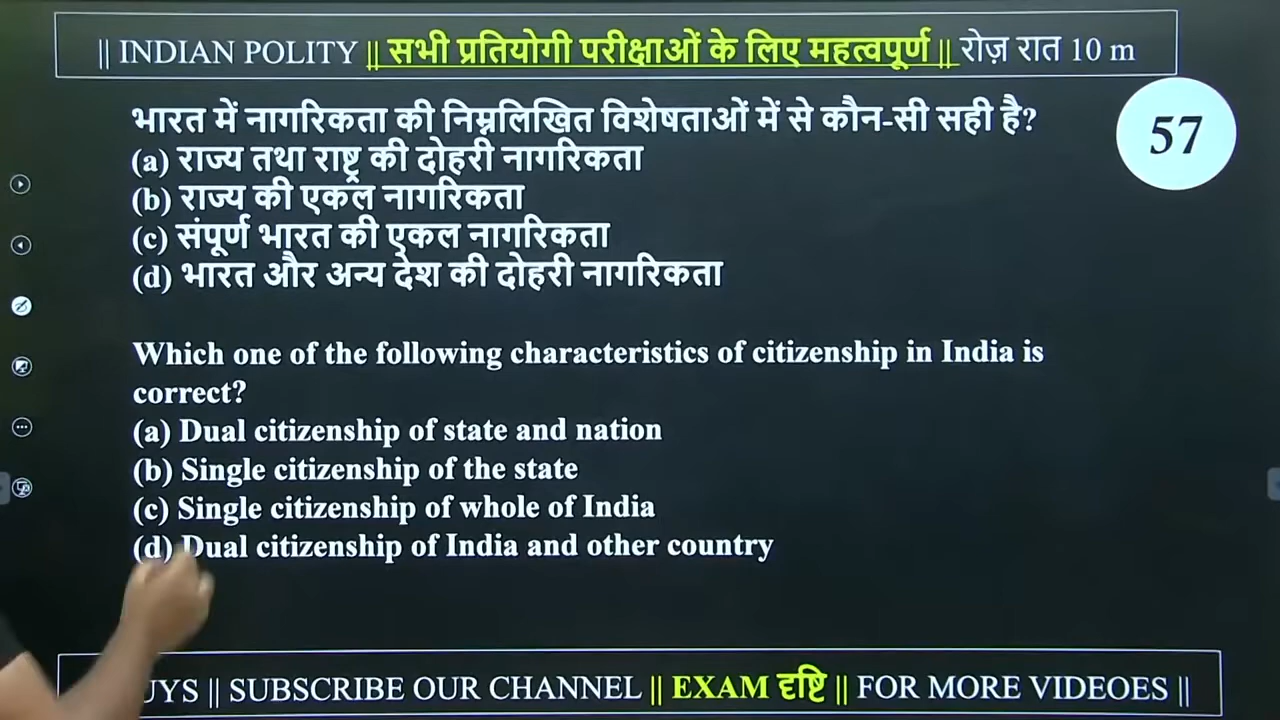 || INDIAN POLITY || सभी प्रतियोगी परीक्षाओं के लिए महत्वपूर्ण || रोज़ रात 10 m
57
भारत में नागरिकता की निम्नलिखित विशेषताओं में से कौन-सी सही है?
(a) राज्य तथा राष्ट्र की दोहरी नागरिकता
(b) राज्य की एकल नागरिकता
(c) संपूर्ण भारत की एकल नागरिकता
(d) भारत और अन्य देश की दोहरी नागरिकता
Which one of the following characteristics of citizenship in India is
correct?
(a) Dual citizenship of state and nation
(b) Single citizenship of the state
(c) Single citizenship of whole of India
(d) Dual citizenship of India and other country
|| SUBSCRIBE OUR CHANNEL || EXAM दृष्टि || FOR MORE VIDEOES ||